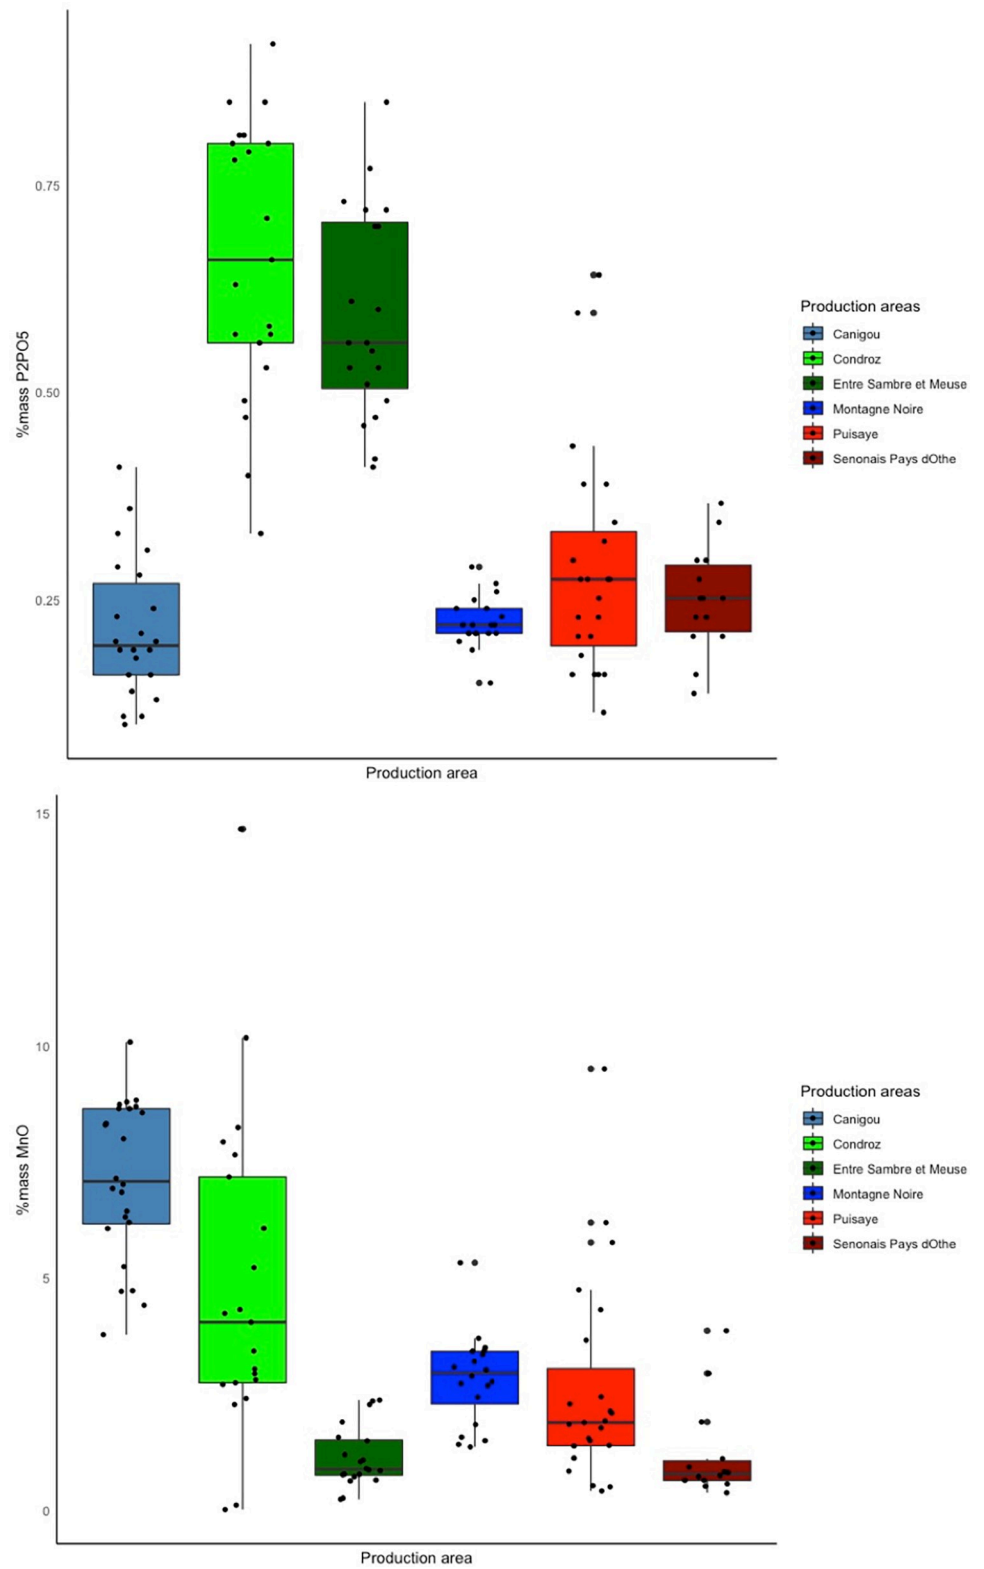 %mass P2PO5
0.75
0.50
0.25
Production area
Production areas
Canigou
Condroz
Entre Sambre et Meuse
Montagne Noire
Puisaye
Senonais Pays dOthe
%mass MnO
15
10
5
0
Production area
Production areas
Canigou
Condroz
Entre Sambre et Meuse
Montagne Noire
Puisaye
Senonais Pays dOthe